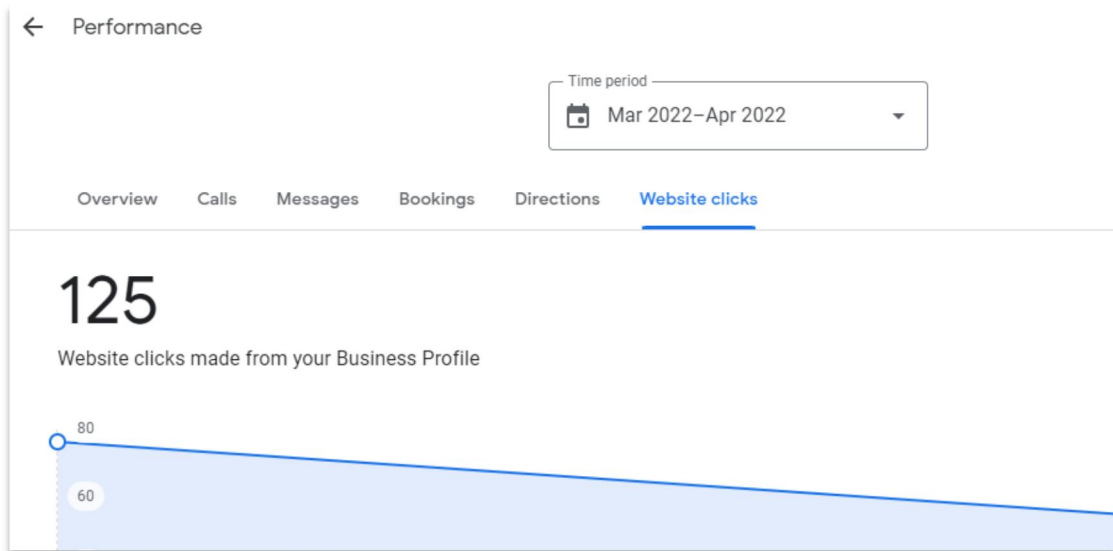 Performance
Time period
Mar 2022–Apr 2022
Overview Calls Messages Bookings Directions Website clicks
125
Website clicks made from your Business Profile
80
60